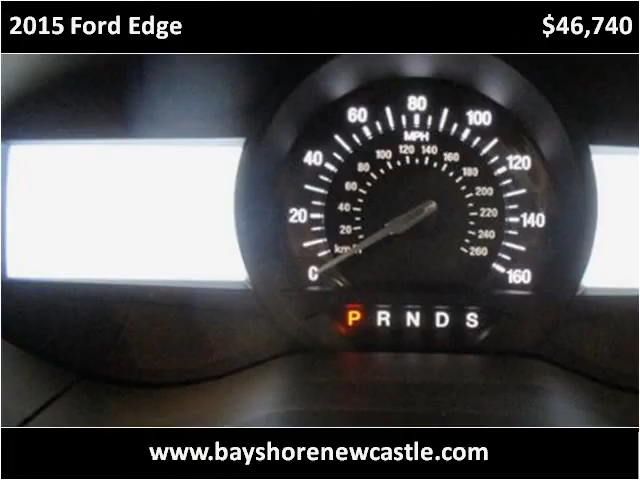 2015 Ford Edge $46,740
60 80 100
MPH
40 120
80 100 120 140 160 180
60 200
20 40 220 140
20 240
km/h 260
0 160
P R N D S
www.bayshorenewcastle.com